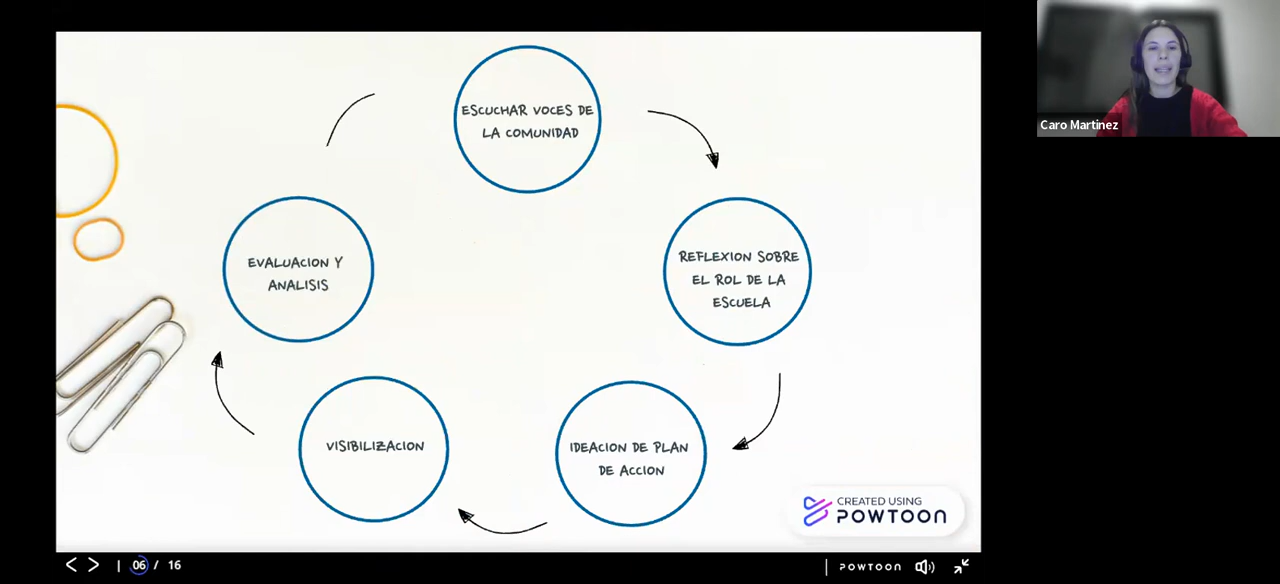 ESCUCHAR VOCES DE
LA COMUNIDAD
REFLEXION SOBRE
EL ROL DE LA
ESCUELA
IDEACION DE PLAN
DE ACCION
VISIBILIZACION
EVALUACION Y
ANALISIS
CREATED USING
POWTOON
< > | 06 / 16
| POWTOON
Caro Martinez